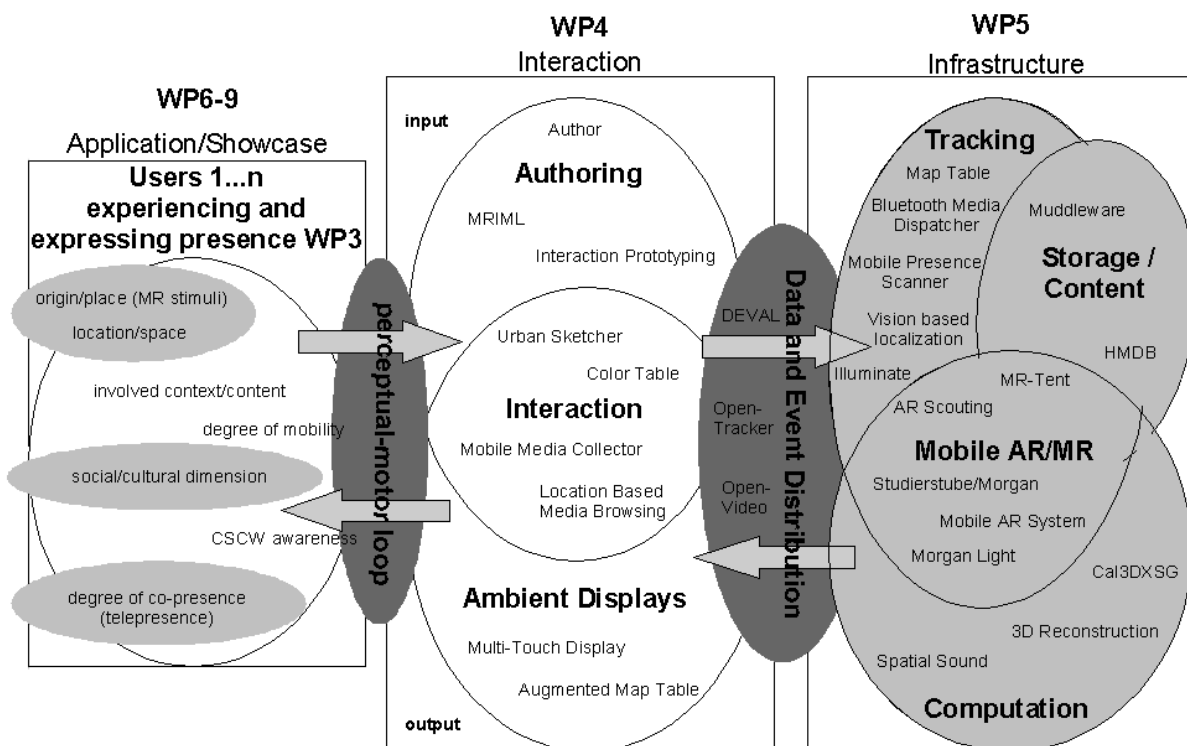 WP6-9
Application/Showcase
Users 1...n
experiencing and
expressing presence WP3
origin/place (MR stimuli)
location/space
involved context/content
degree of mobility
social/cultural dimension
CSCW awareness
degree of co-presence
(telepresence)
perceptual-motor loop
WP4
Interaction
input
Author
Authoring
MRIML
Interaction Prototyping
Urban Sketcher
Color Table
Interaction
Mobile Media Collector
Location Based
Media Browsing
Ambient Displays
Multi-Touch Display
Augmented Map Table
output
Data and Event Distribution
DEVAL
Open-
Tracker
Open-
Video
WP5
Infrastructure
Tracking
Map Table
Bluetooth Media
Dispatcher
Mobile Presence
Scanner
Vision based
localization
Illuminate
Muddleware
Storage /
Content
HMDB
MR-Tent
AR Scouting
Mobile AR/MR
Studierstube/Morgan
Mobile AR System
Morgan Light
Cal3DXSG
3D Reconstruction
Spatial Sound
Computation